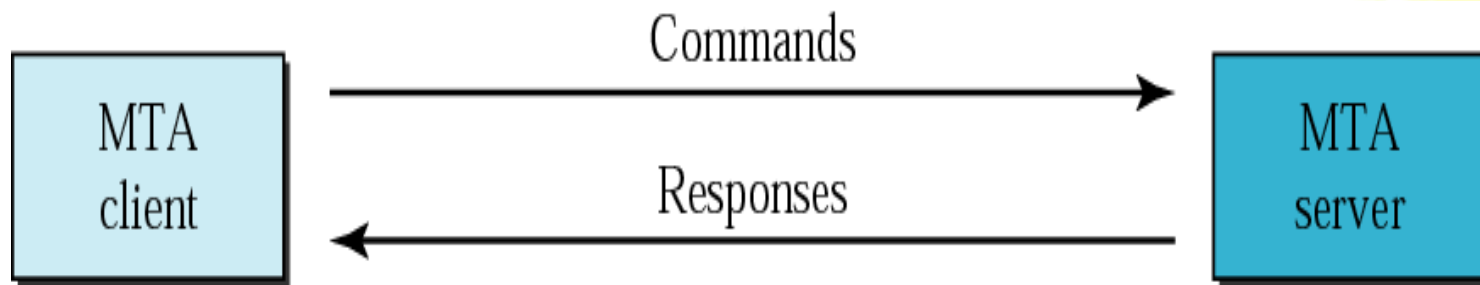 Commands
MTA
client
MTA
server
Responses